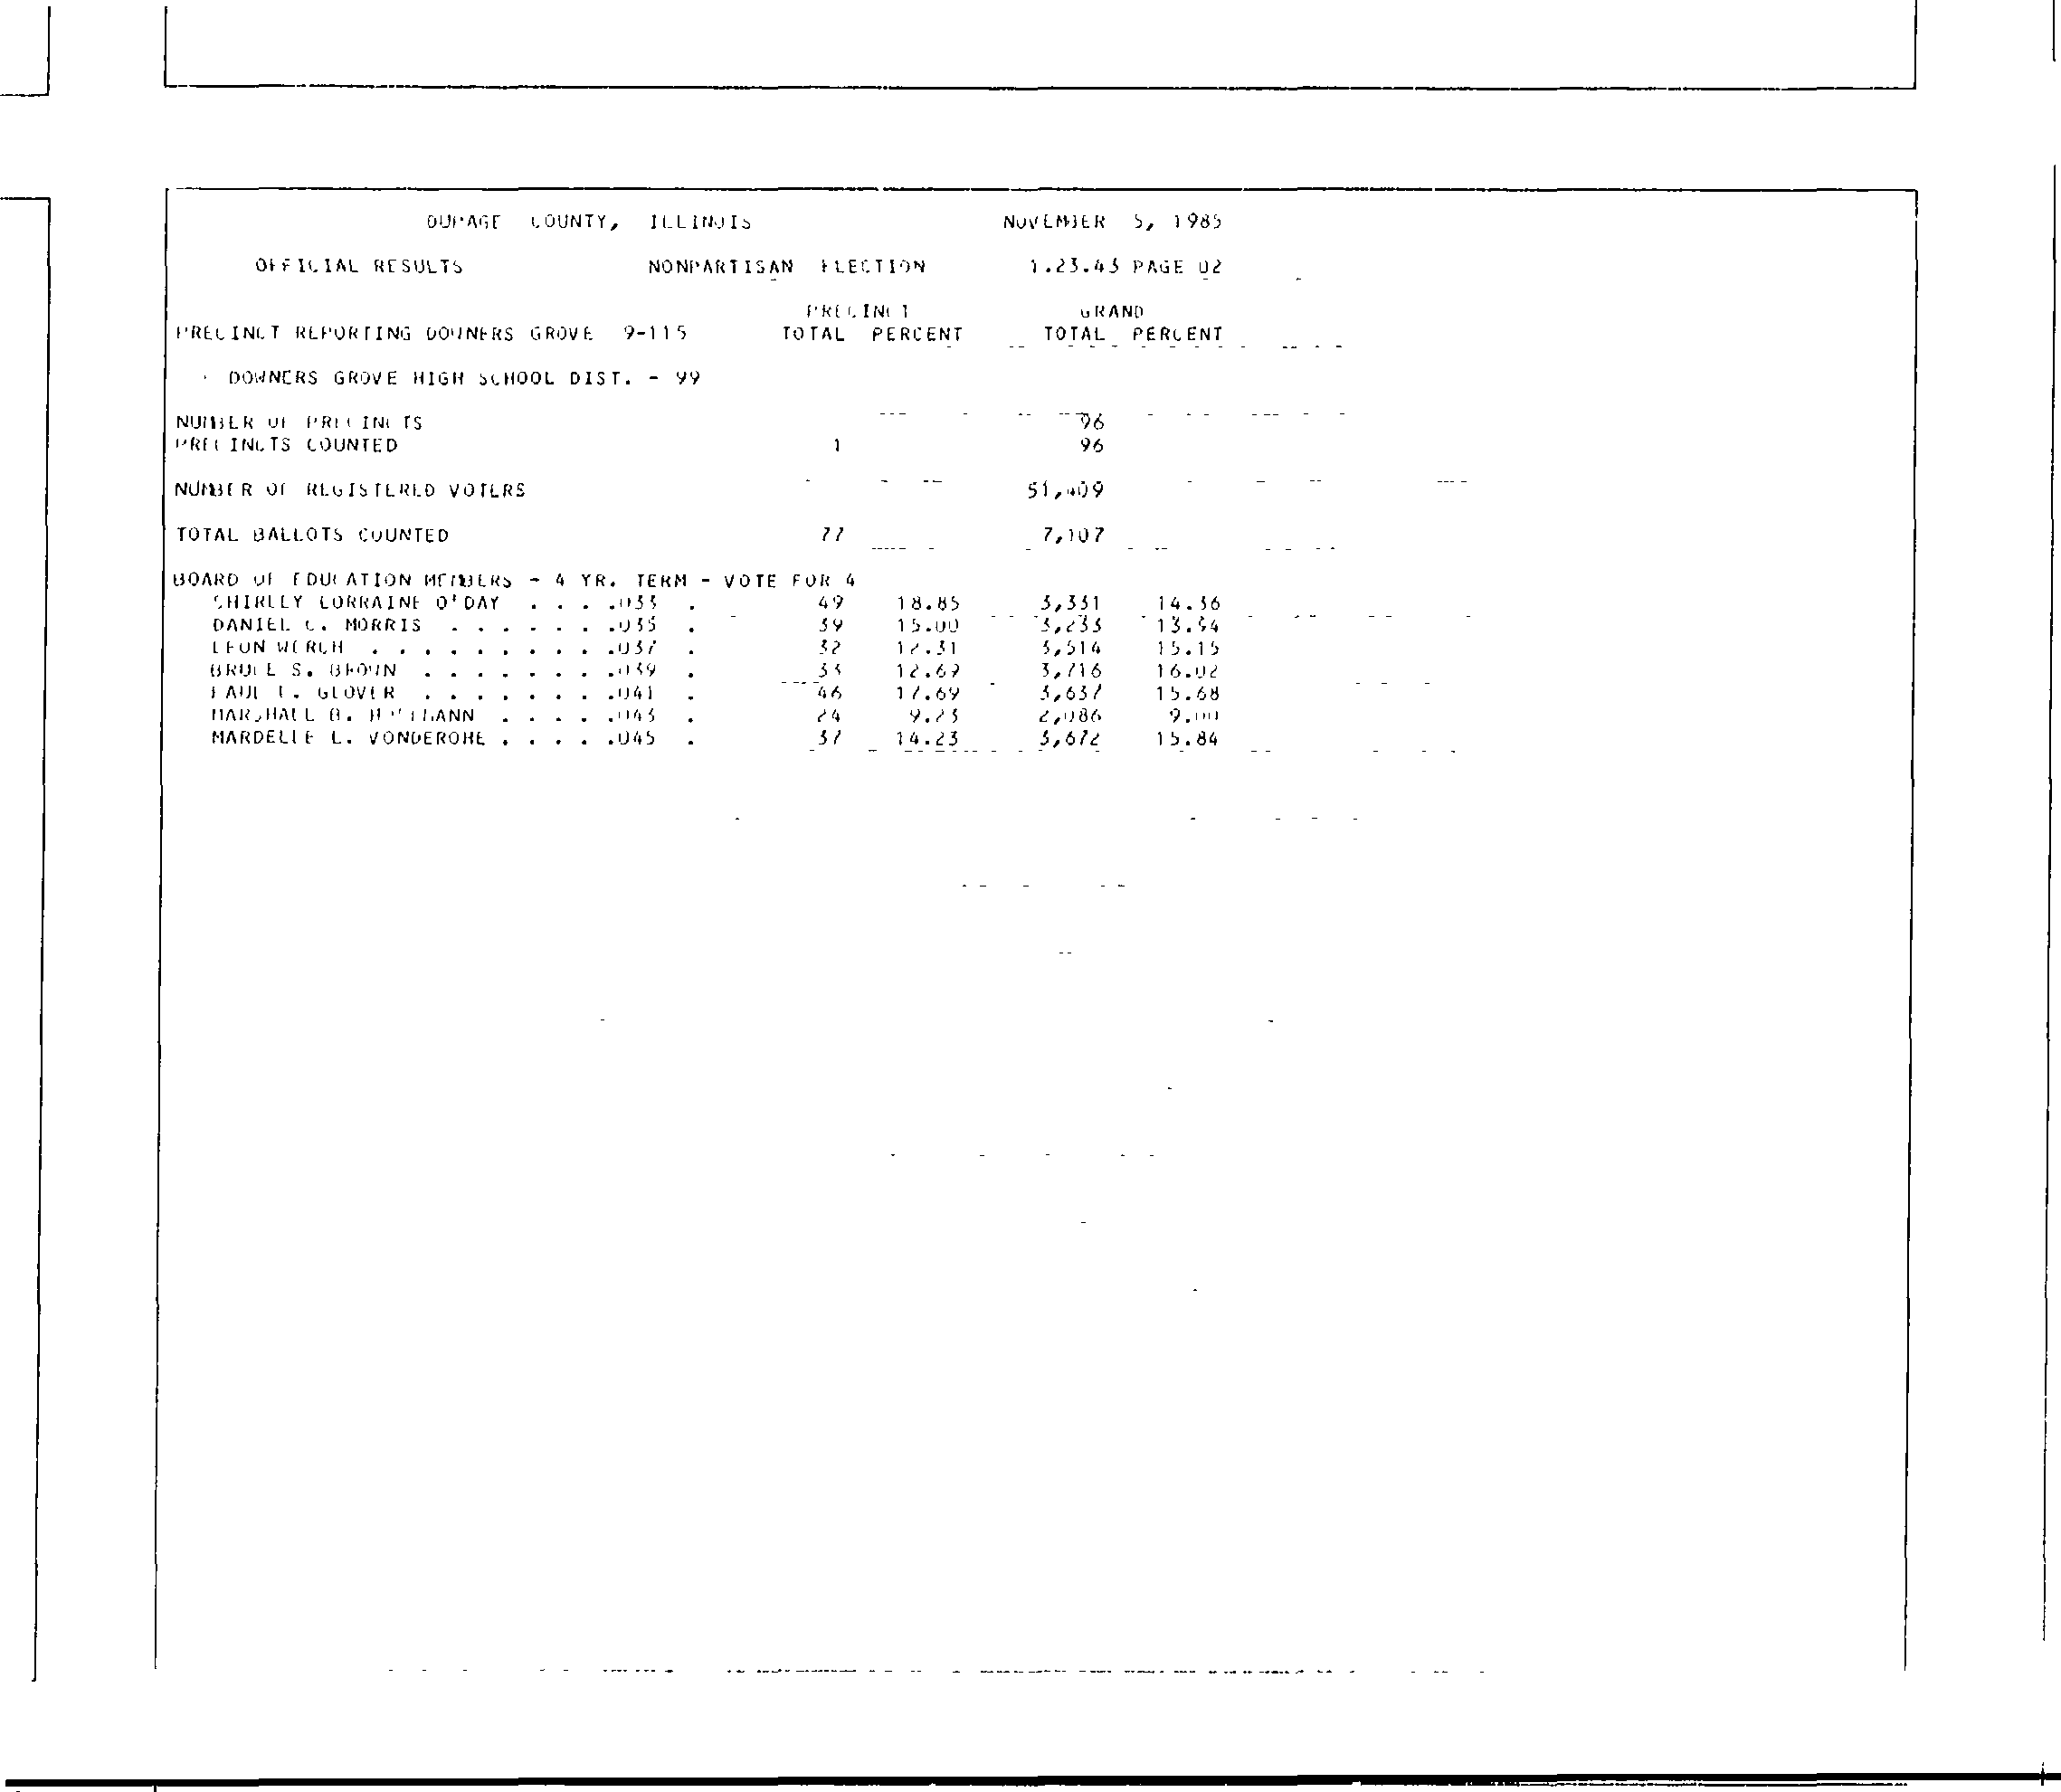 DUPAGE COUNTY, ILLINOIS NOVEMBER 5, 1985
OFFICIAL RESULTS NONPARTISAN ELECTION 1.23.43 PAGE 02
PRECINCT GRAND
PRECINCT REPORTING DOWNERS GROVE 9-115 TOTAL PERCENT TOTAL PERCENT
DOWNERS GROVE HIGH SCHOOL DIST. - 99
NUMBER OF PRECINCTS 96
PRECINCTS COUNTED 1 96
NUMBER OF REGISTERED VOTERS 51,409
TOTAL BALLOTS COUNTED 77 7,107
BOARD OF EDUCATION MEMBERS - 4 YR. TERM - VOTE FOR 4
SHIRLEY LORRAINE O'DAY . . . .033 . 49 18.85 3,331 14.36
DANIEL C. MORRIS . . . . . . .035 . 39 15.00 3,233 13.94
LEON WERCH . . . . . . . . . .037 . 32 12.31 3,514 15.15
BRUCE S. BROWN . . . . . . . .039 . 33 12.69 3,716 16.02
PAUL GLOVER . . . . . . . .041 . 46 17.69 3,637 15.68
MARSHALL B. . . . . .043 . 24 9.23 2,086 9.00
MARDELLE L. VONDEROHE . . . . .045 . 37 14.23 3,672 15.84